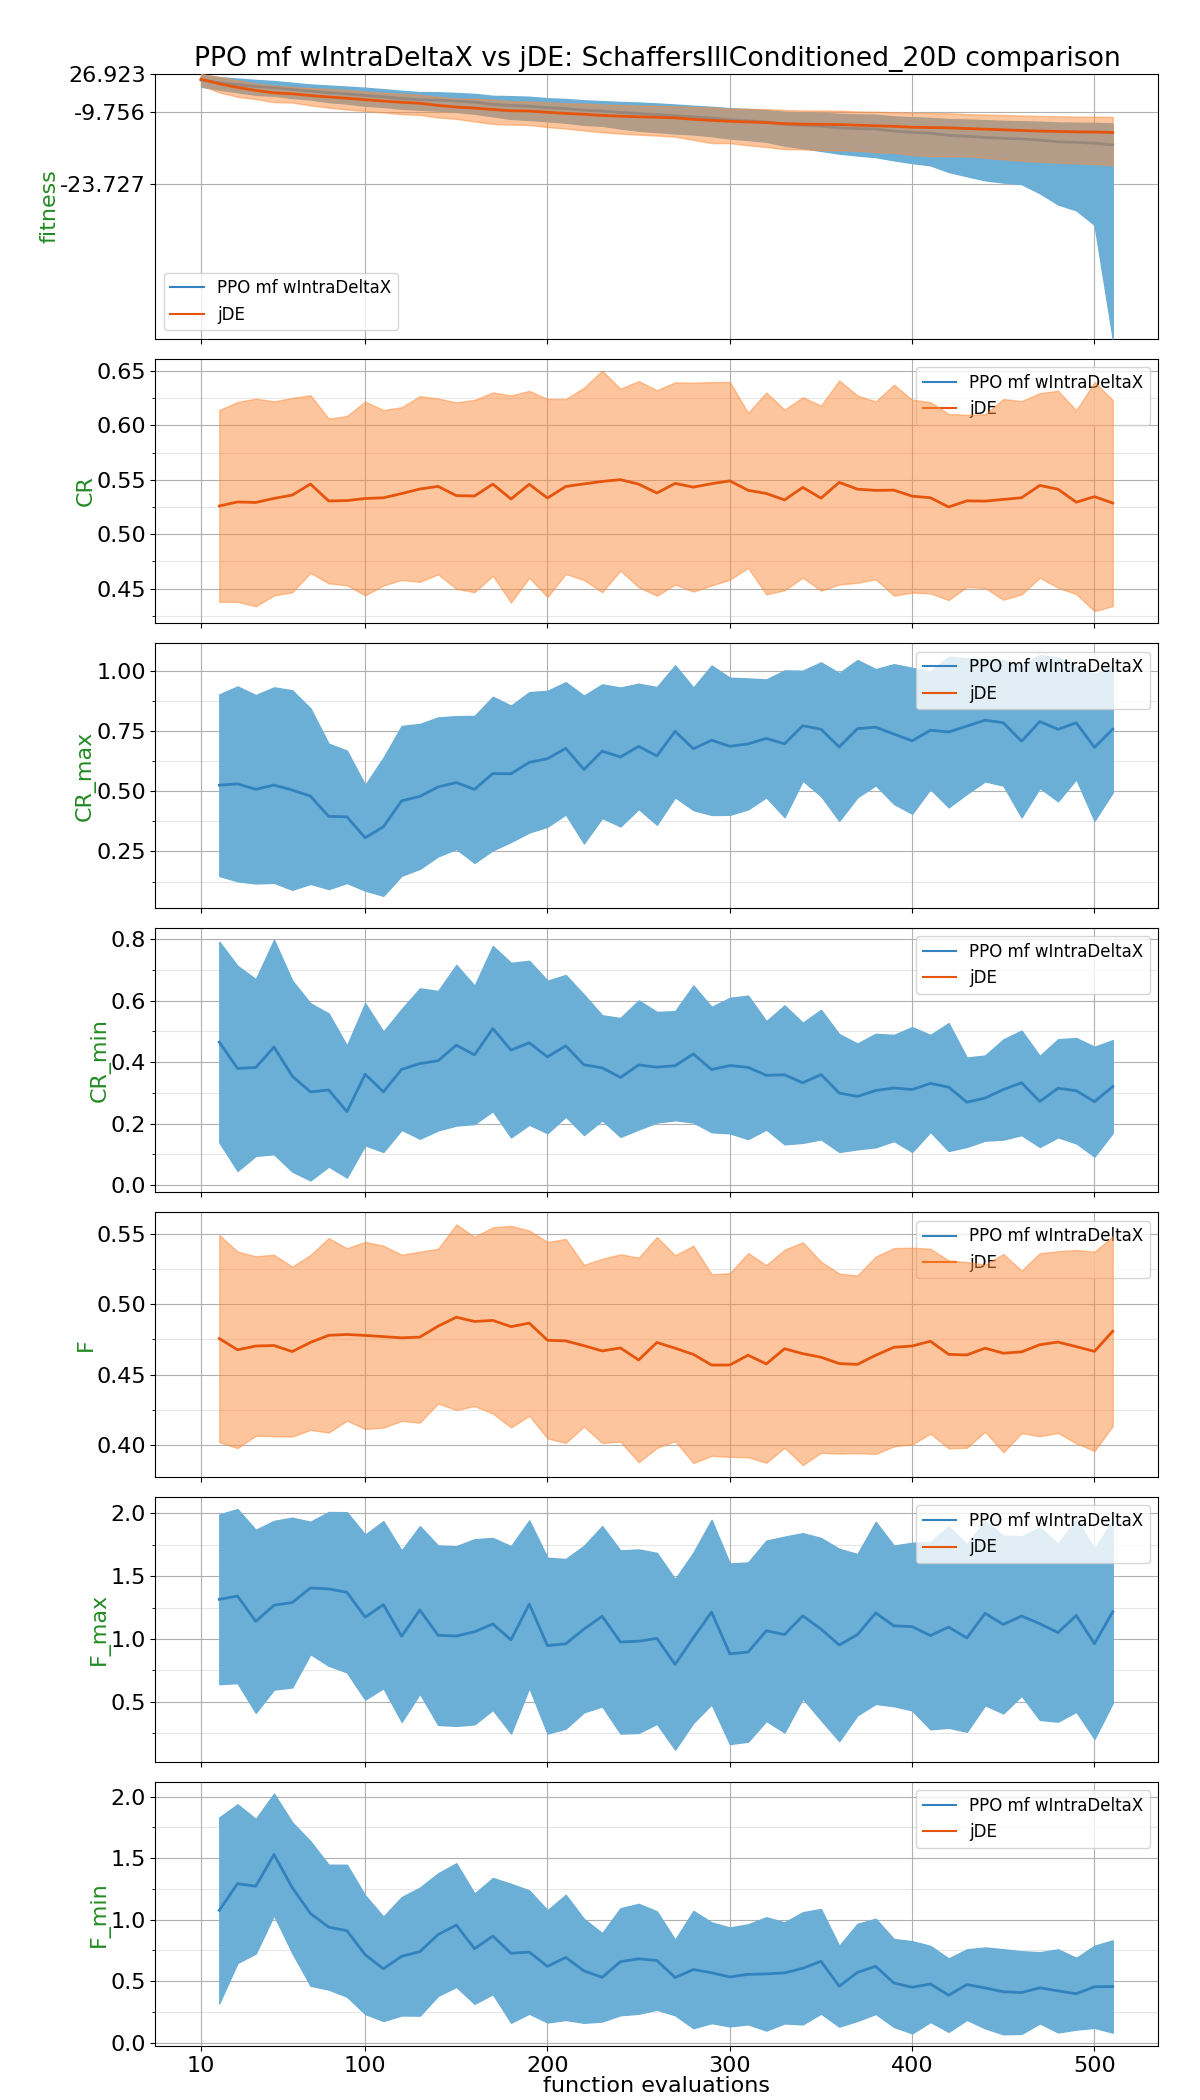 PPO mf wIntraDeltaX vs jDE: SchaffersIllConditioned_20D comparison
26.923
-9.756
-23.727
fitness
PPO mf wIntraDeltaX
jDE
0.65
0.60
0.55
0.50
0.45
CR
PPO mf wIntraDeltaX
jDE
1.00
0.75
0.50
0.25
CR_max
PPO mf wIntraDeltaX
jDE
0.8
0.6
0.4
0.2
0.0
CR_min
PPO mf wIntraDeltaX
jDE
0.55
0.50
0.45
0.40
F
PPO mf wIntraDeltaX
jDE
2.0
1.5
1.0
0.5
F_max
PPO mf wIntraDeltaX
jDE
2.0
1.5
1.0
0.5
0.0
F_min
PPO mf wIntraDeltaX
jDE
10 100 200 300 400 500
function evaluations